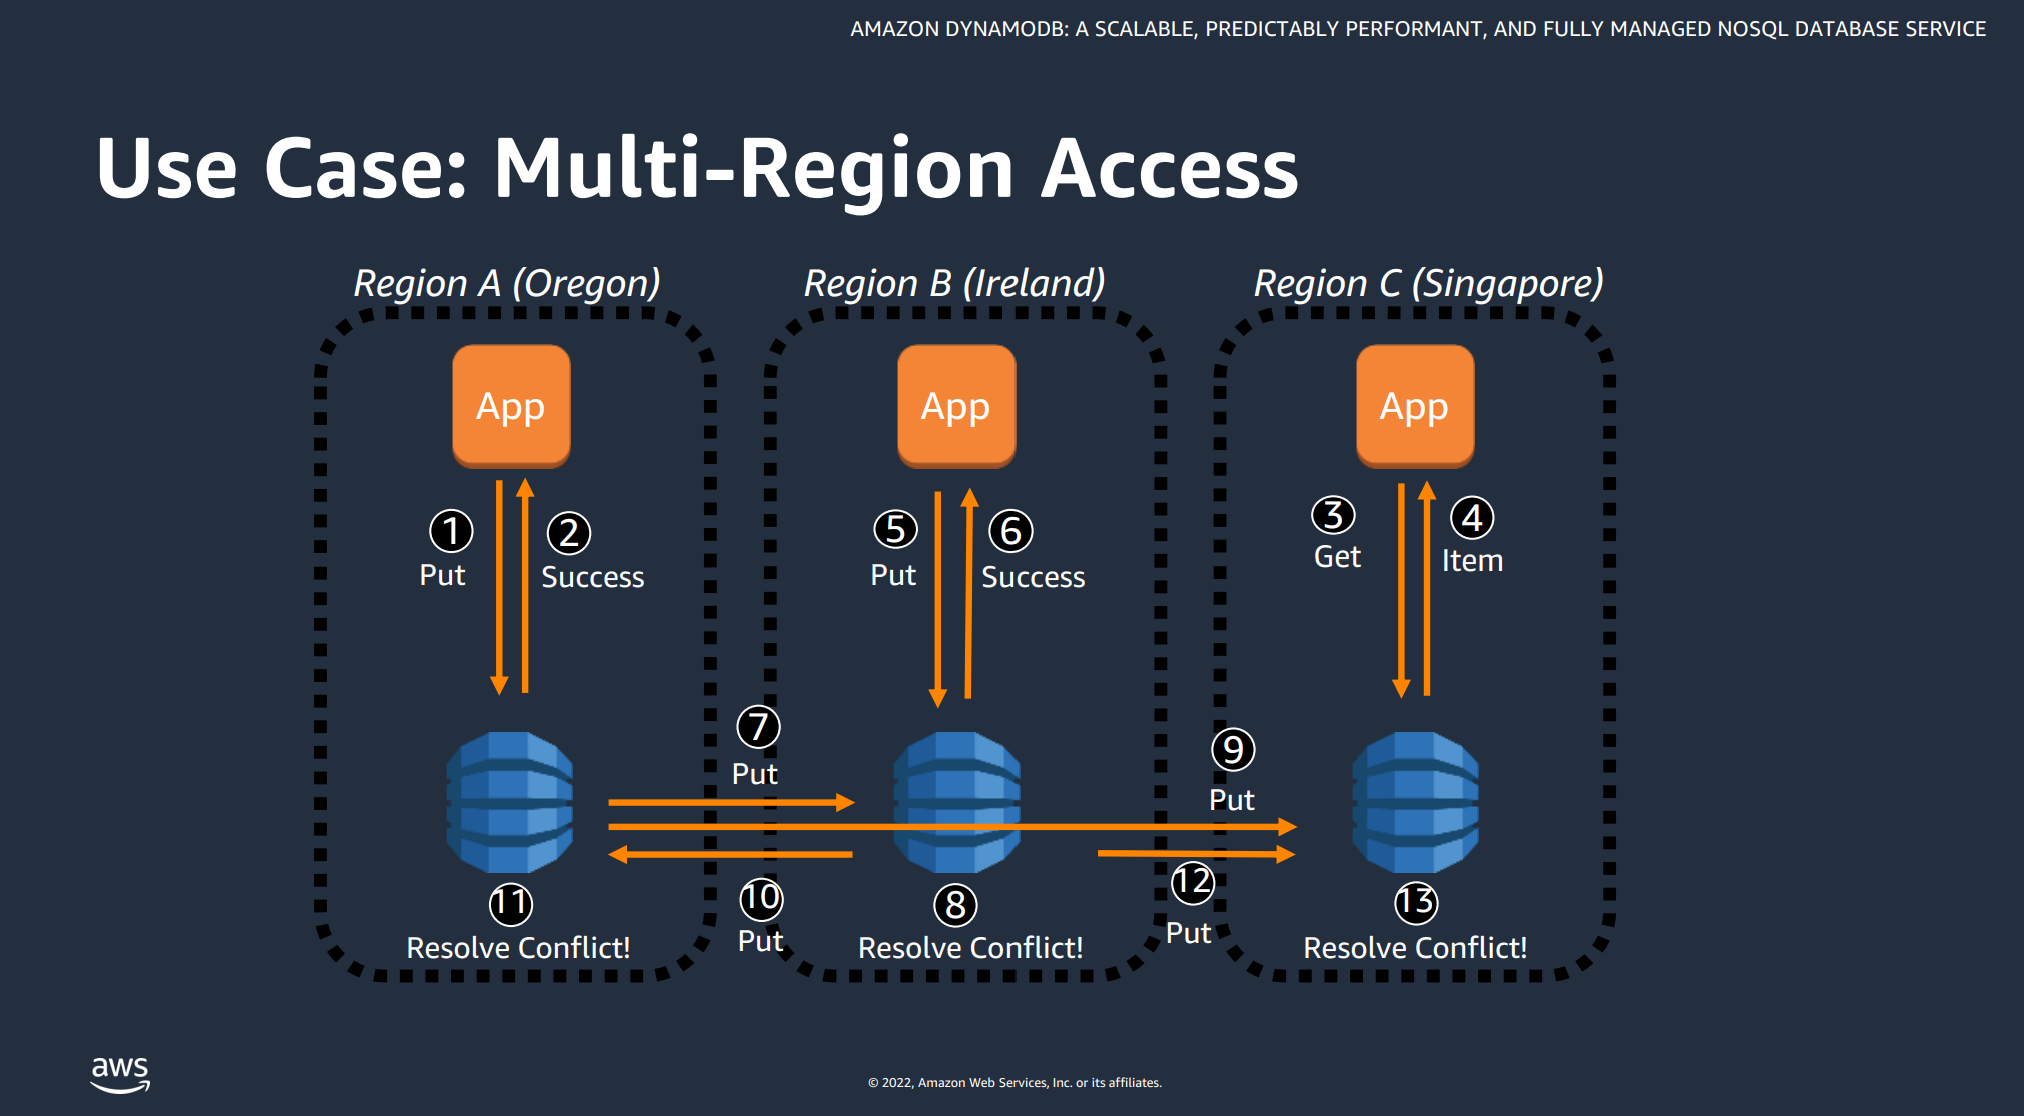 AMAZON DYNAMODB: A SCALABLE, PREDICTABLY PERFORMANT, AND FULLY MANAGED NOSQL DATABASE SERVICE
Use Case: Multi-Region Access
Region A (Oregon)
App
1
Put
2
Success
11
Resolve Conflict!
7
Put
10
Put
Region B (Ireland)
App
5
Put
6
Success
8
Resolve Conflict!
9
Put
12
Put
Region C (Singapore)
App
3
Get
4
Item
13
Resolve Conflict!
aws
© 2022, Amazon Web Services, Inc. or its affiliates.